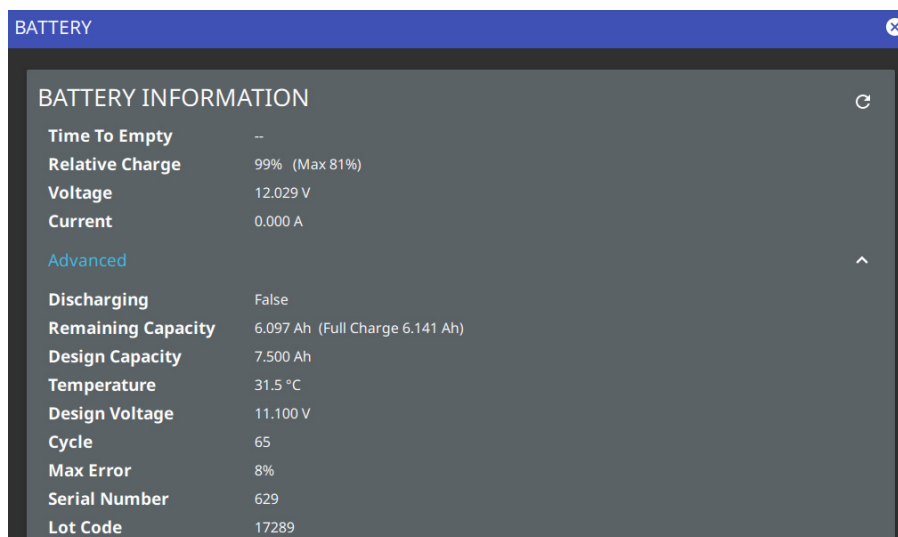 BATTERY
BATTERY INFORMATION
Time To Empty --
Relative Charge 99% (Max 81%)
Voltage 12.029 V
Current 0.000 A
Advanced
Discharging False
Remaining Capacity 6.097 Ah (Full Charge 6.141 Ah)
Design Capacity 7.500 Ah
Temperature 31.5 °C
Design Voltage 11.100 V
Cycle 65
Max Error 8%
Serial Number 629
Lot Code 17289